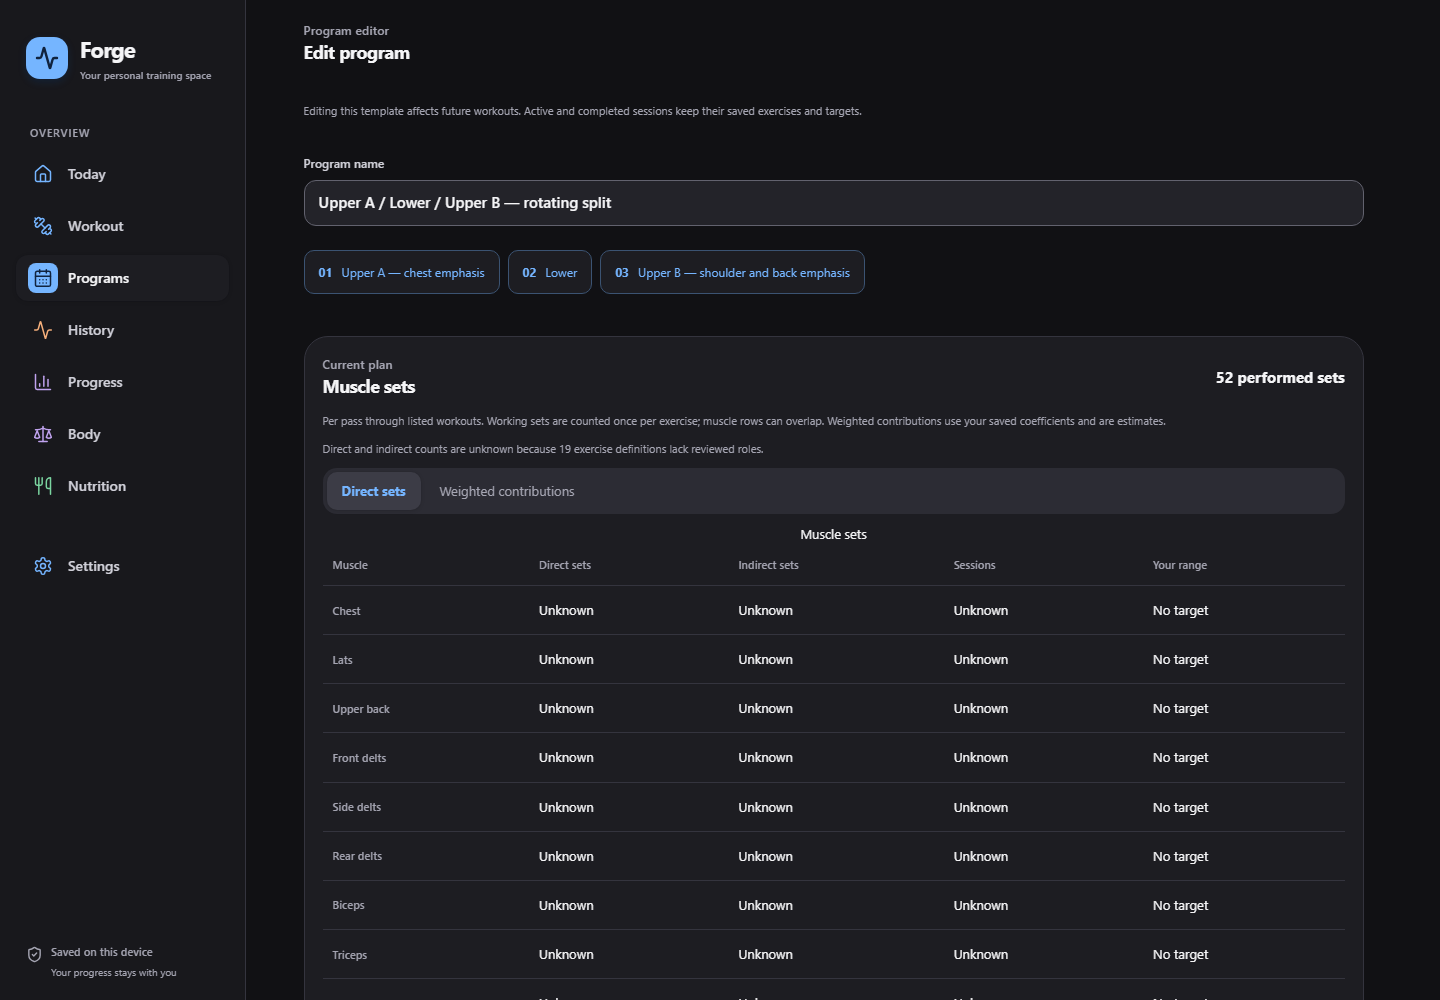 Forge
Your personal training space
OVERVIEW
Today
Workout
Programs
History
Progress
Body
Nutrition
Settings
Saved on this device
Your progress stays with you
Program editor
Edit program
Editing this template affects future workouts. Active and completed sessions keep their saved exercises and targets.
Program name
Upper A / Lower / Upper B — rotating split
01 Upper A — chest emphasis
02 Lower
03 Upper B — shoulder and back emphasis
Current plan
Muscle sets
52 performed sets
Per pass through listed workouts. Working sets are counted once per exercise; muscle rows can overlap. Weighted contributions use your saved coefficients and are estimates.
Direct and indirect counts are unknown because 19 exercise definitions lack reviewed roles.
Direct sets Weighted contributions
Muscle sets
Muscle Direct sets Indirect sets Sessions Your range
Chest Unknown Unknown Unknown No target
Lats Unknown Unknown Unknown No target
Upper back Unknown Unknown Unknown No target
Front delts Unknown Unknown Unknown No target
Side delts Unknown Unknown Unknown No target
Rear delts Unknown Unknown Unknown No target
Biceps Unknown Unknown Unknown No target
Triceps Unknown Unknown Unknown No target